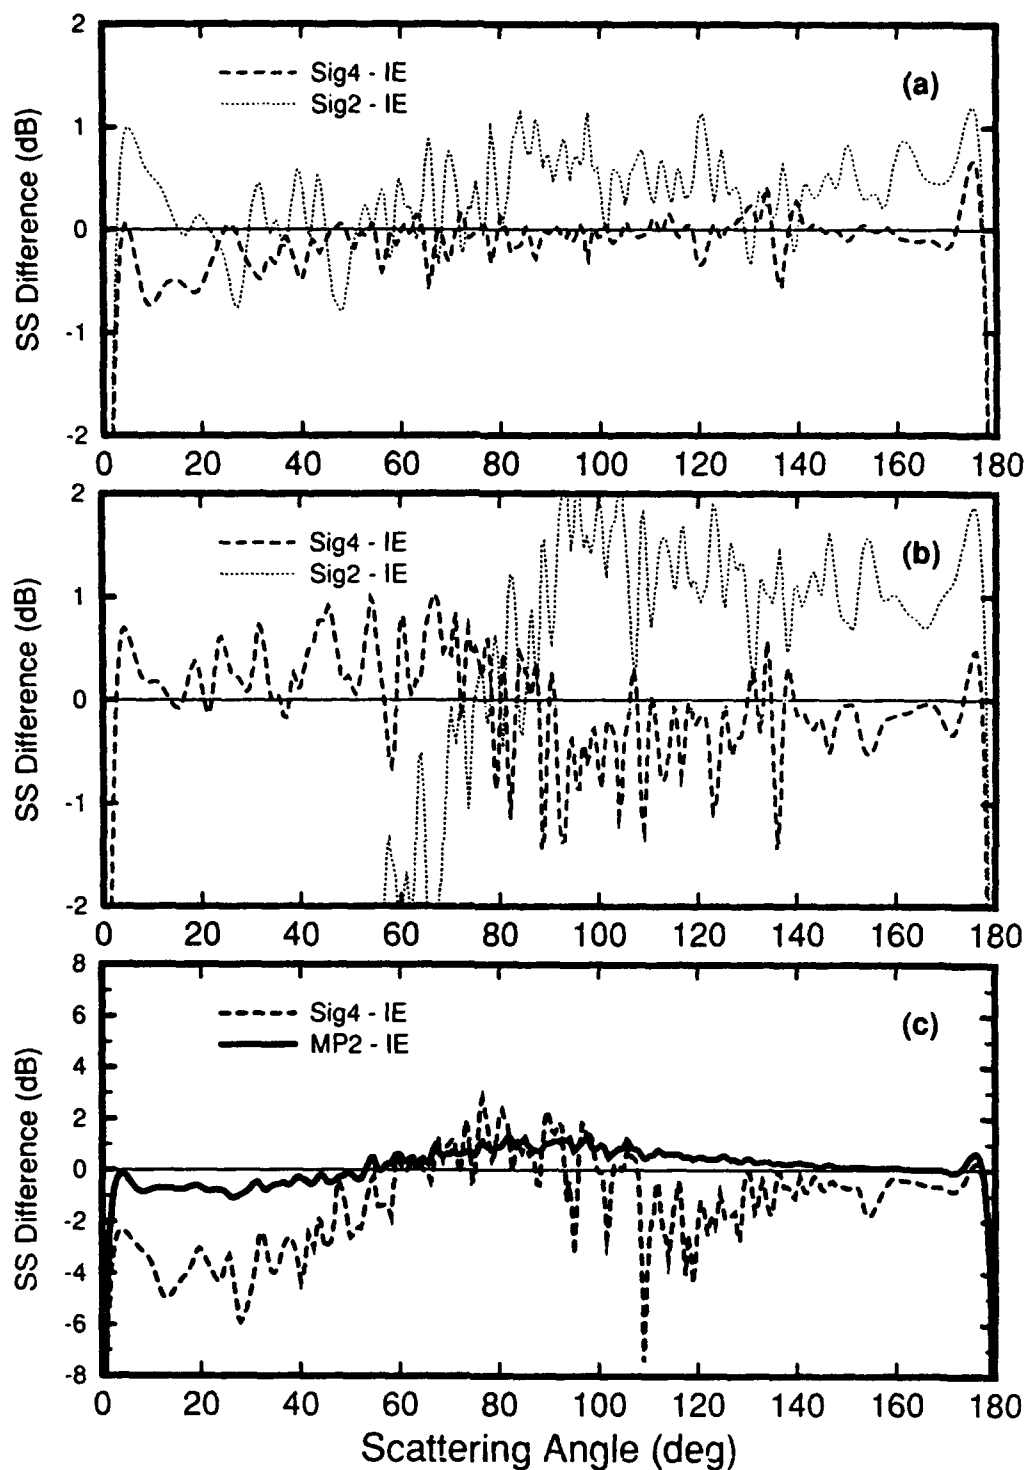 2
Sig4 - IE
Sig2 - IE
(a)
1
0
-1
-2
SS Difference (dB)
0 20 40 60 80 100 120 140 160 180
2
Sig4 - IE
Sig2 - IE
(b)
1
0
-1
-2
SS Difference (dB)
0 20 40 60 80 100 120 140 160 180
8
Sig4 - IE
MP2 - IE
(c)
6
4
2
0
-2
-4
-6
-8
SS Difference (dB)
0 20 40 60 80 100 120 140 160 180
Scattering Angle (deg)